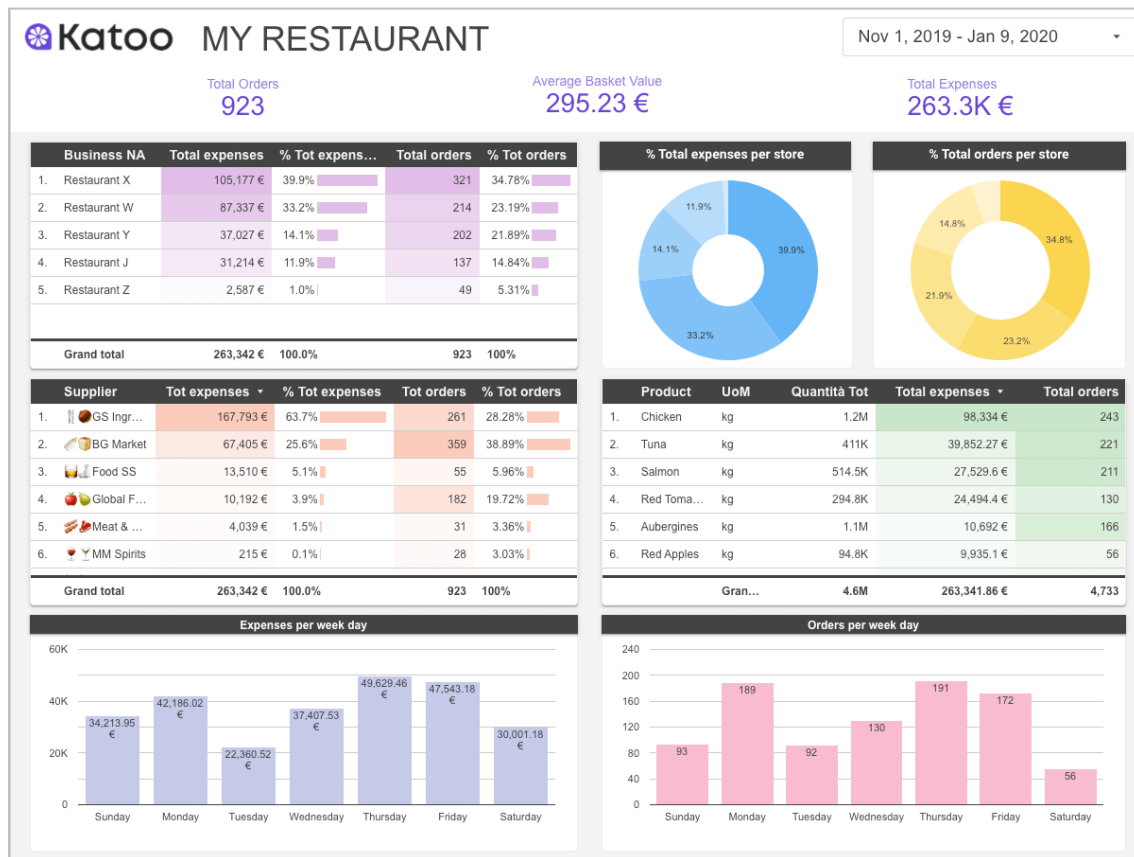 Katoo MY RESTAURANT
Nov 1, 2019 - Jan 9, 2020
Total Orders
923
Average Basket Value
295.23 €
Total Expenses
263.3K €
Business NA Total expenses % Tot expens... Total orders % Tot orders
1. Restaurant X 105,177 € 39.9% 321 34.78%
2. Restaurant W 87,337 € 33.2% 214 23.19%
3. Restaurant Y 37,027 € 14.1% 202 21.89%
4. Restaurant J 31,214 € 11.9% 137 14.84%
5. Restaurant Z 2,587 € 1.0% 49 5.31%
Grand total 263,342 € 100.0% 923 100%
% Total expenses per store
11.9%
14.1%
39.9%
33.2%
% Total orders per store
14.8%
34.8%
21.9%
23.2%
Supplier Tot expenses % Tot expenses Tot orders % Tot orders
1. GS Ingr... 167,793 € 63.7% 261 28.28%
2. BG Market 67,405 € 25.6% 359 38.89%
3. Food SS 13,510 € 5.1% 55 5.96%
4. Global F... 10,192 € 3.9% 182 19.72%
5. Meat & ... 4,039 € 1.5% 31 3.36%
6. MM Spirits 215 € 0.1% 28 3.03%
Grand total 263,342 € 100.0% 923 100%
Product UoM Quantità Tot Total expenses Total orders
1. Chicken kg 1.2M 98,334 € 243
2. Tuna kg 411K 39,852.27 € 221
3. Salmon kg 514.5K 27,529.6 € 211
4. Red Toma... kg 294.8K 24,494.4 € 130
5. Aubergines kg 1.1M 10,692 € 166
6. Red Apples kg 94.8K 9,935.1 € 56
Gran... 4.6M 263,341.86 € 4,733
Expenses per week day
60K
40K
20K
0
34,213.95 €
42,186.02 €
22,360.52 €
37,407.53 €
49,629.46 €
47,543.18 €
30,001.18 €
Sunday Monday Tuesday Wednesday Thursday Friday Saturday
Orders per week day
240
200
160
120
80
40
0
93
189
92
130
191
172
56
Sunday Monday Tuesday Wednesday Thursday Friday Saturday